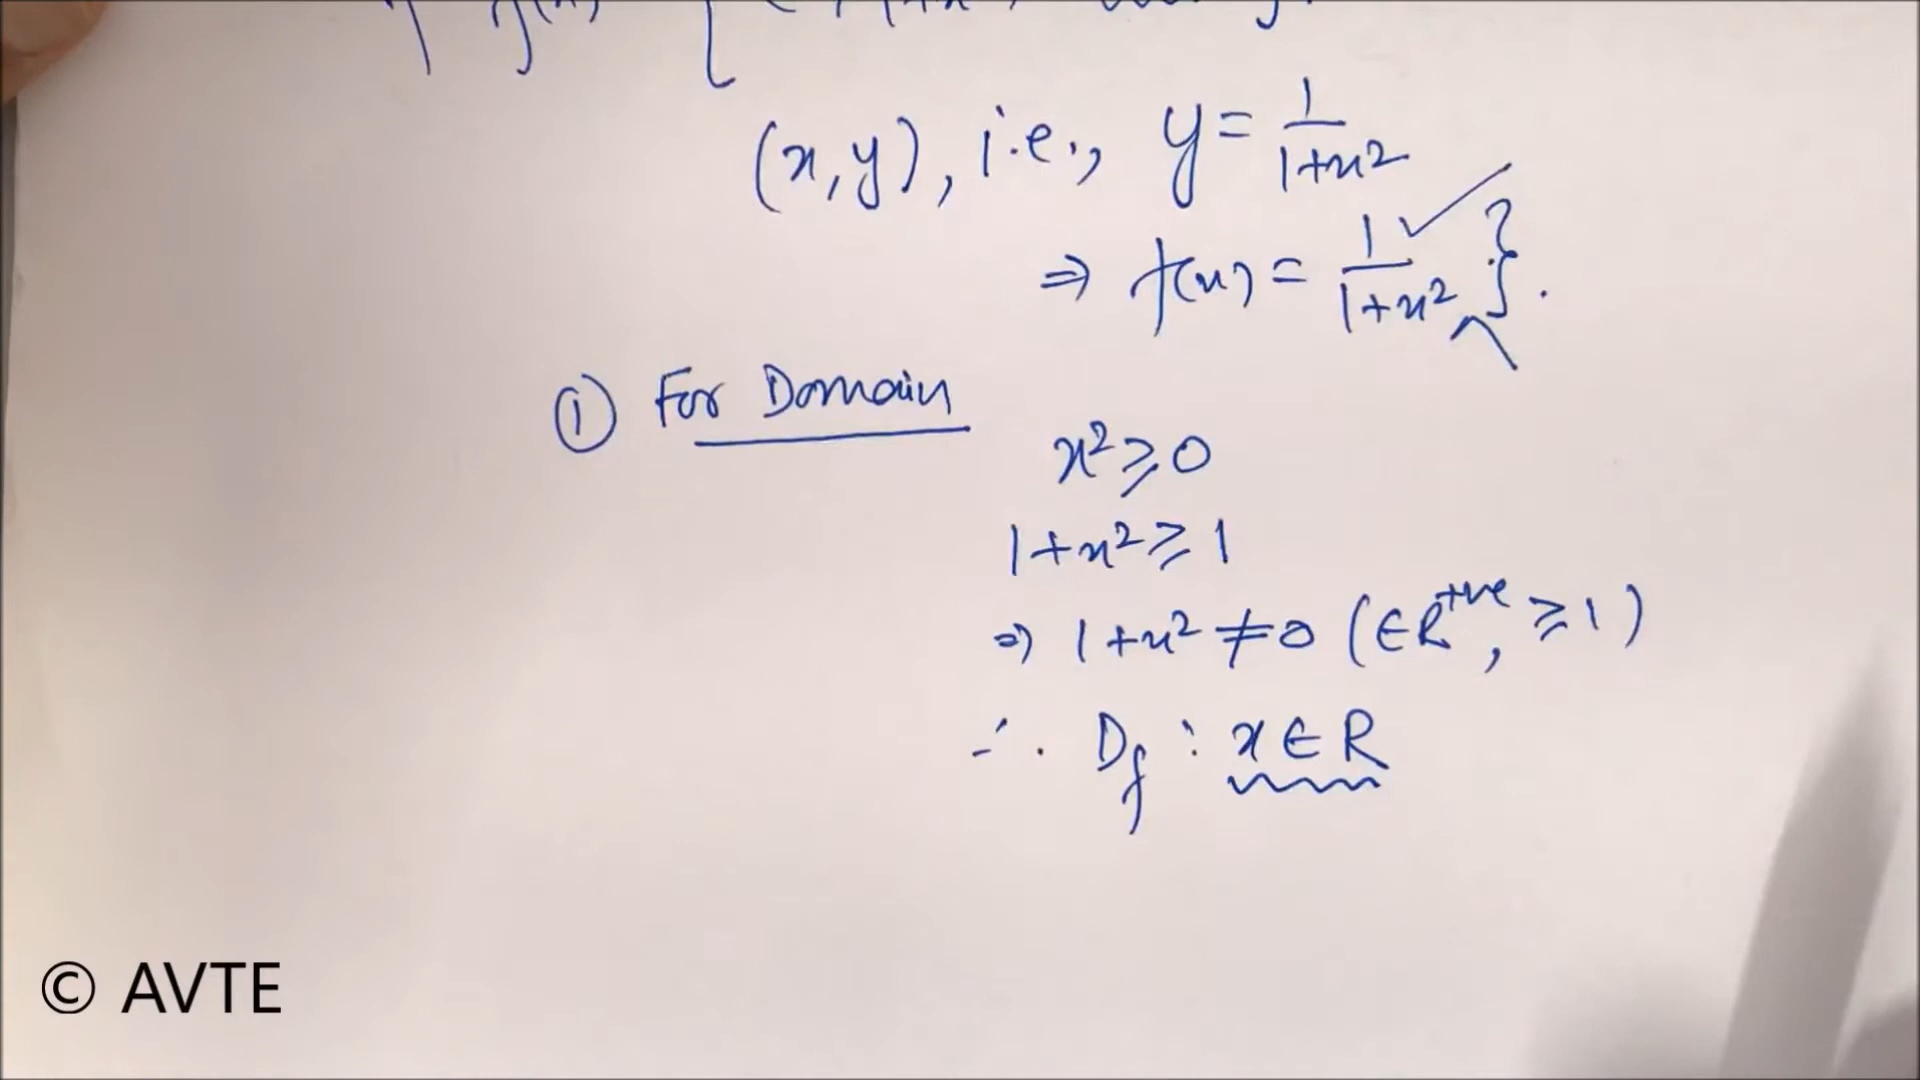 (x,y), i.e., y = 1/(1+x²)
⇒ f(x) = 1/(1+x²) }.
① For Domain
x² ≥ 0
1+x² ≥ 1
⇒ 1+x² ≠ 0 (∈R⁺ᵛᵉ, ≥1)
∴ D_f : x ∈ R
© AVTE